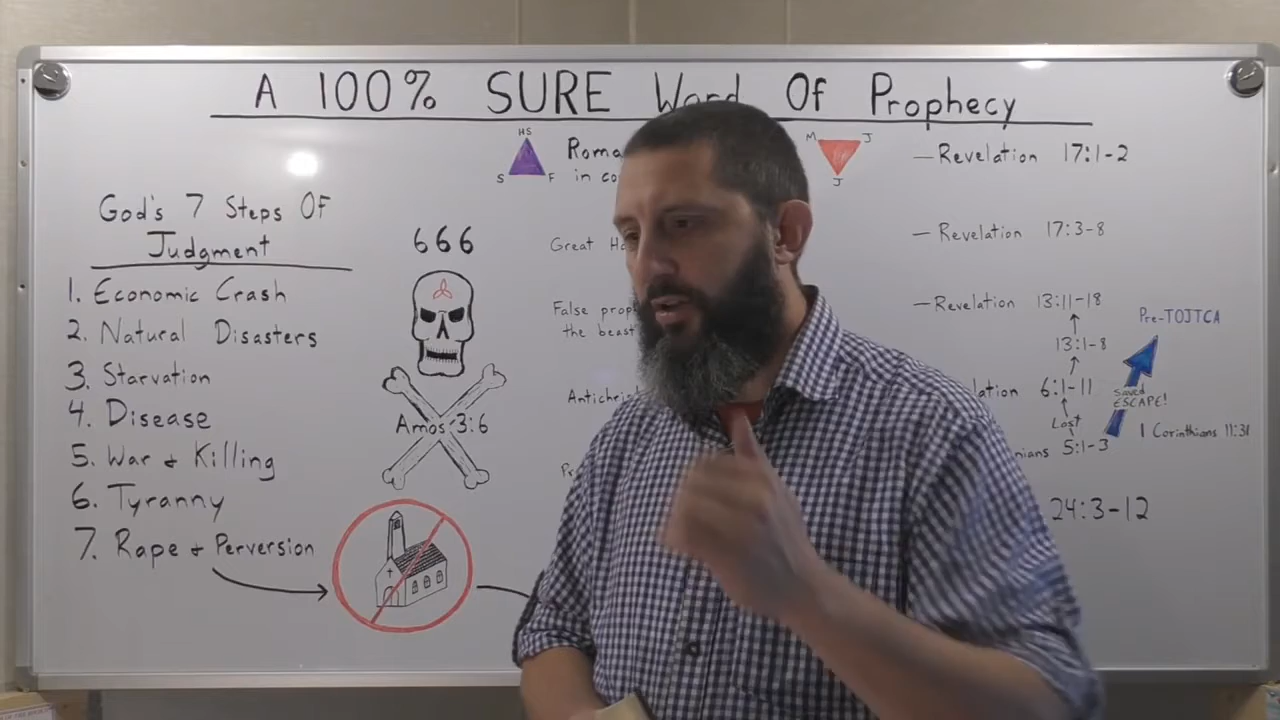 A 100% SURE Word Of Prophecy
HS
S F
Roma
in co
M J
J
— Revelation 17:1-2
God's 7 Steps Of
Judgment
1. Economic Crash
2. Natural Disasters
3. Starvation
4. Disease
5. War & Killing
6. Tyranny
7. Rape & Perversion
666
Amos 3:6
Great
— Revelation 17:3-8
False prop
the beast
— Revelation 13:11-18
13:1-8
Antichri
ation 6:1-11
Lost
nians 5:1-3
Pre-TOJTCA
Saved
ESCAPE!
1 Corinthians 11:31
24:3-12